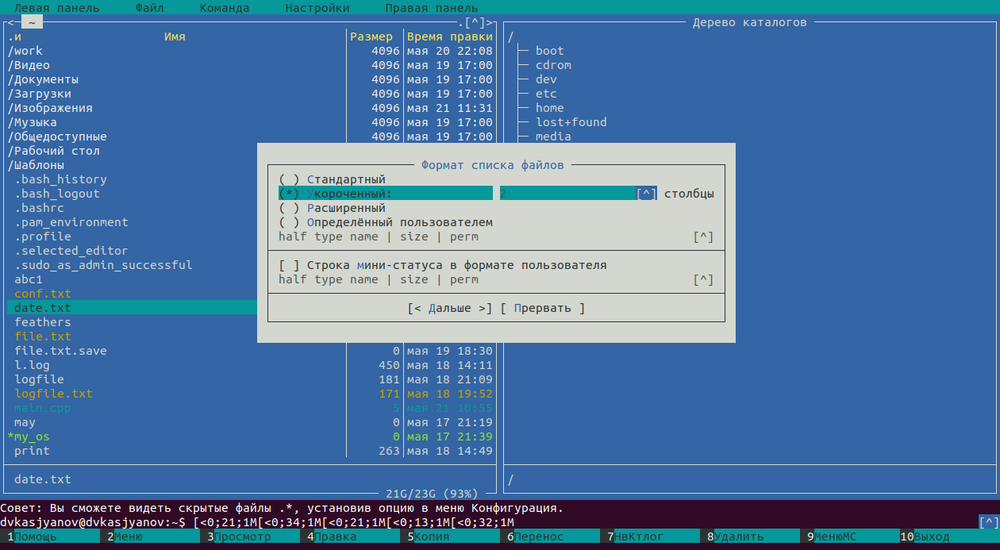 Левая панель Файл Команда Настройки Правая панель
<─ ~ .[^]> Дерево каталогов
.и Имя Размер Время правки /
/work 4096 мая 20 22:08 boot
/Видео 4096 мая 19 17:00 cdrom
/Документы 4096 мая 19 17:00 dev
/Загрузки 4096 мая 19 17:00 etc
/Изображения 4096 мая 21 11:31 home
/Музыка 4096 мая 19 17:00 lost+found
/Общедоступные 4096 мая 19 17:00 media
/Рабочий стол
/Шаблоны Формат списка файлов
.bash_history ( ) Стандартный
.bash_logout (*) Укороченный: 2 [^] столбцы
.bashrc ( ) Расширенный
.pam_environment ( ) Определённый пользователем
.profile half type name | size | perm [^]
.selected_editor
.sudo_as_admin_successful [ ] Строка мини-статуса в формате пользователя
abc1 half type name | size | perm [^]
conf.txt
date.txt [< Дальше >] [ Прервать ]
feathers
file.txt
file.txt.save 0 мая 19 18:30
l.log 450 мая 18 14:11
logfile 181 мая 18 21:09
logfile.txt 171 мая 18 19:52
main.cpp 5 мая 21 10:55
may 0 мая 17 21:19
*my_os 0 мая 17 21:39
print 263 мая 18 14:49
date.txt /
21G/23G (93%)
Совет: Вы сможете видеть скрытые файлы .*, установив опцию в меню Конфигурация.
dvkasjyanov@dvkasjyanov:~$ [<0;21;1M[<0;34;1M[<0;21;1M[<0;13;1M[<0;32;1M [^]
1Помощь 2Меню 3Просмотр 4Правка 5Копия 6Перенос 7НвКтлог 8Удалить 9МенюMC 10Выход